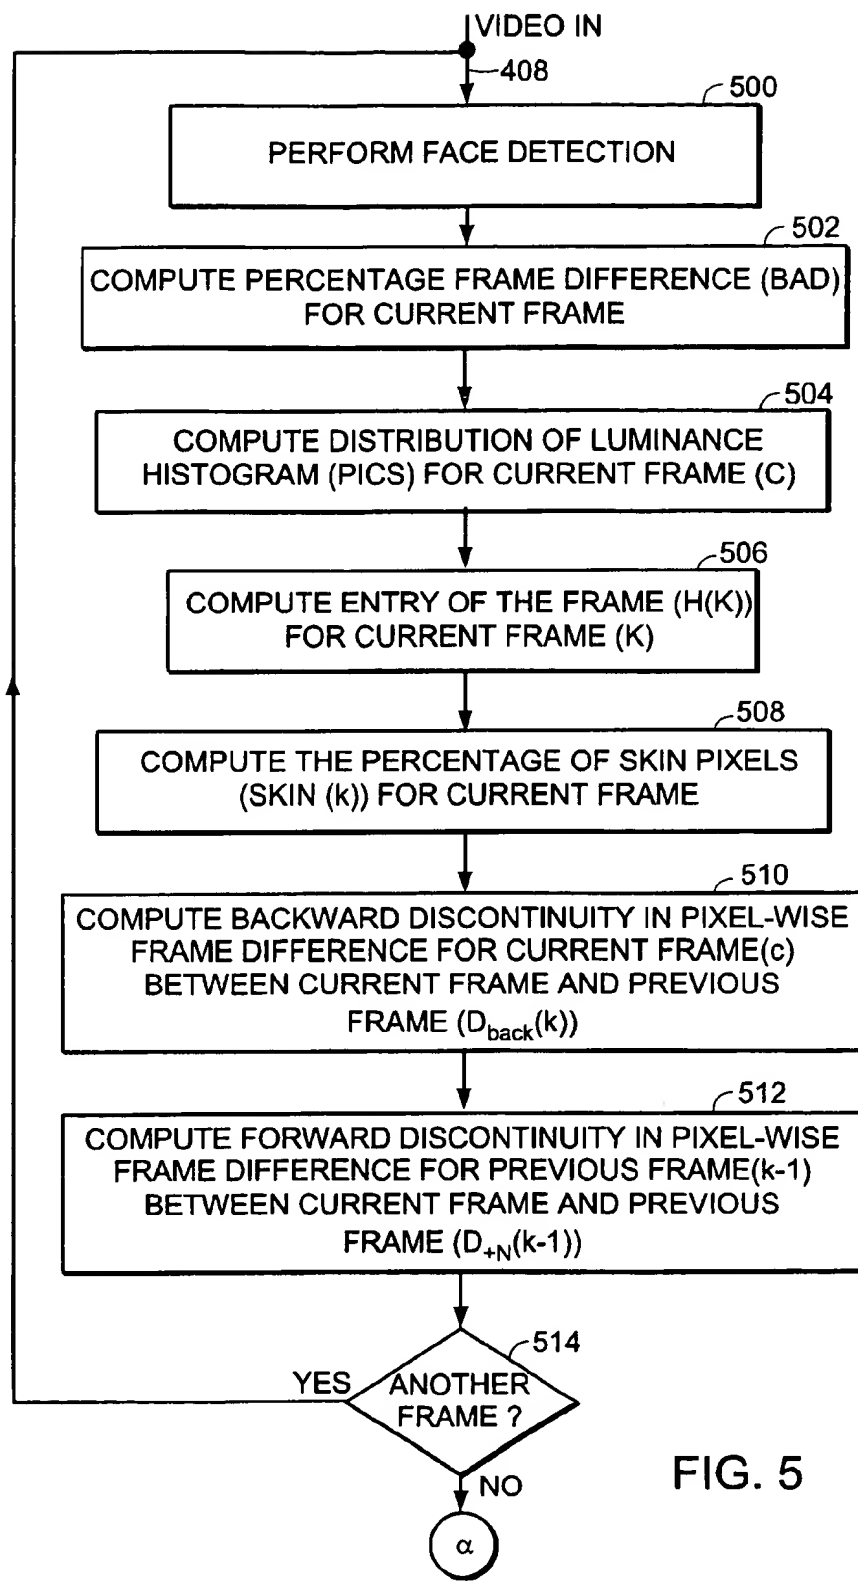 VIDEO IN
408
500
PERFORM FACE DETECTION
502
COMPUTE PERCENTAGE FRAME DIFFERENCE (BAD)
FOR CURRENT FRAME
504
COMPUTE DISTRIBUTION OF LUMINANCE
HISTOGRAM (PICS) FOR CURRENT FRAME (C)
506
COMPUTE ENTRY OF THE FRAME (H(K))
FOR CURRENT FRAME (K)
508
COMPUTE THE PERCENTAGE OF SKIN PIXELS
(SKIN (k)) FOR CURRENT FRAME
510
COMPUTE BACKWARD DISCONTINUITY IN PIXEL-WISE
FRAME DIFFERENCE FOR CURRENT FRAME(c)
BETWEEN CURRENT FRAME AND PREVIOUS
FRAME (Dback(k))
512
COMPUTE FORWARD DISCONTINUITY IN PIXEL-WISE
FRAME DIFFERENCE FOR PREVIOUS FRAME(k-1)
BETWEEN CURRENT FRAME AND PREVIOUS
FRAME (D+N(k-1))
514
YES
ANOTHER
FRAME ?
NO
FIG. 5
α